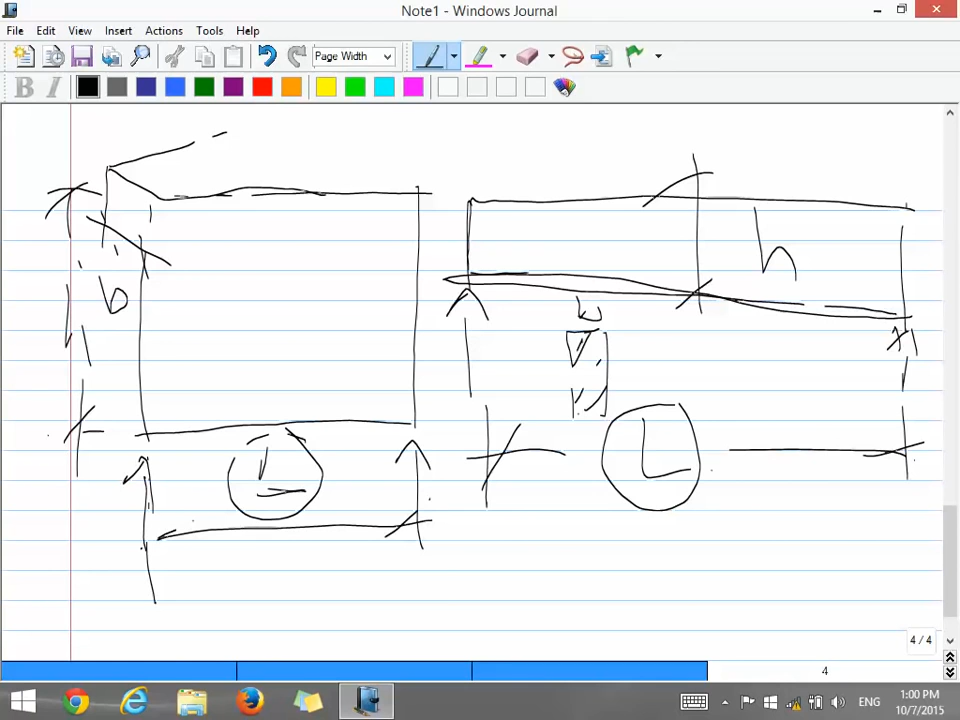 Note1 - Windows Journal
File Edit View Insert Actions Tools Help
Page Width
B I
h
b
L
L
4 / 4
4
ENG
1:00 PM
10/7/2015